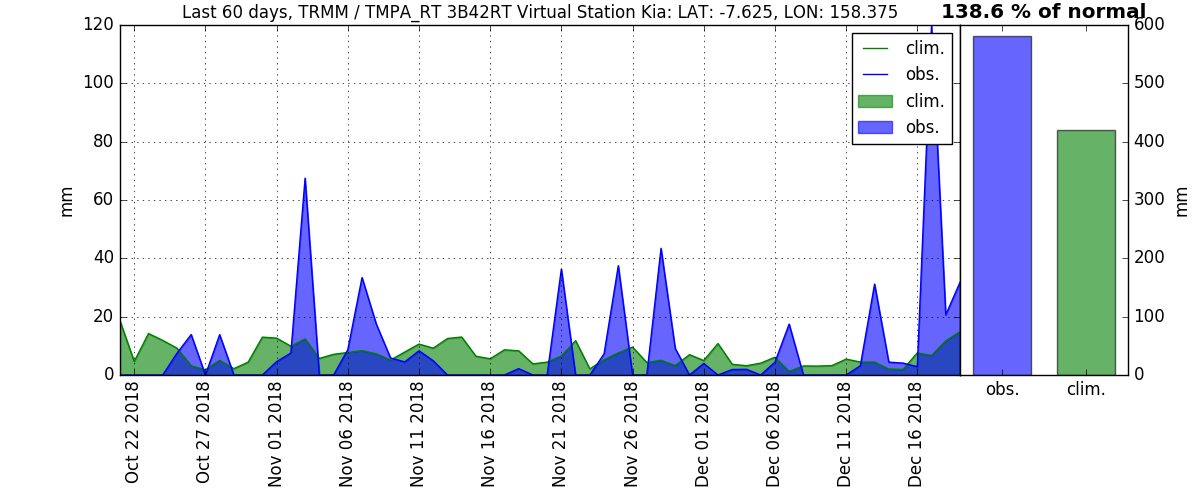 Last 60 days, TRMM / TMPA_RT 3B42RT Virtual Station Kia: LAT: -7.625, LON: 158.375
138.6 % of normal
120
100
80
60
40
20
0
mm
clim.
obs.
clim.
obs.
600
500
400
300
200
100
0
mm
Oct 22 2018
Oct 27 2018
Nov 01 2018
Nov 06 2018
Nov 11 2018
Nov 16 2018
Nov 21 2018
Nov 26 2018
Dec 01 2018
Dec 06 2018
Dec 11 2018
Dec 16 2018
obs.
clim.